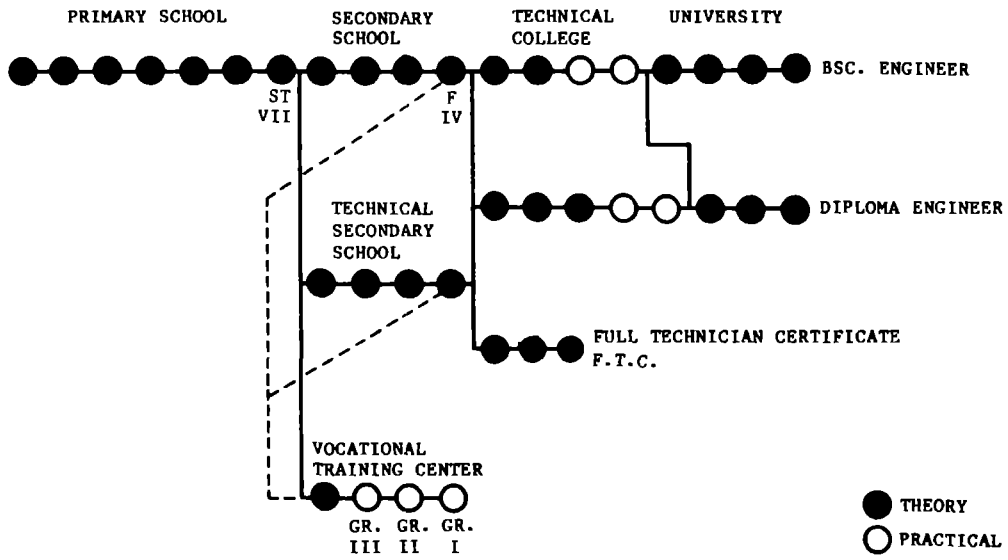 PRIMARY SCHOOL
SECONDARY
SCHOOL
TECHNICAL
COLLEGE
UNIVERSITY
BSC. ENGINEER
ST
VII
F
IV
TECHNICAL
SECONDARY
SCHOOL
DIPLOMA ENGINEER
FULL TECHNICIAN CERTIFICATE
F.T.C.
VOCATIONAL
TRAINING CENTER
GR.
III
GR.
II
GR.
I
THEORY
PRACTICAL